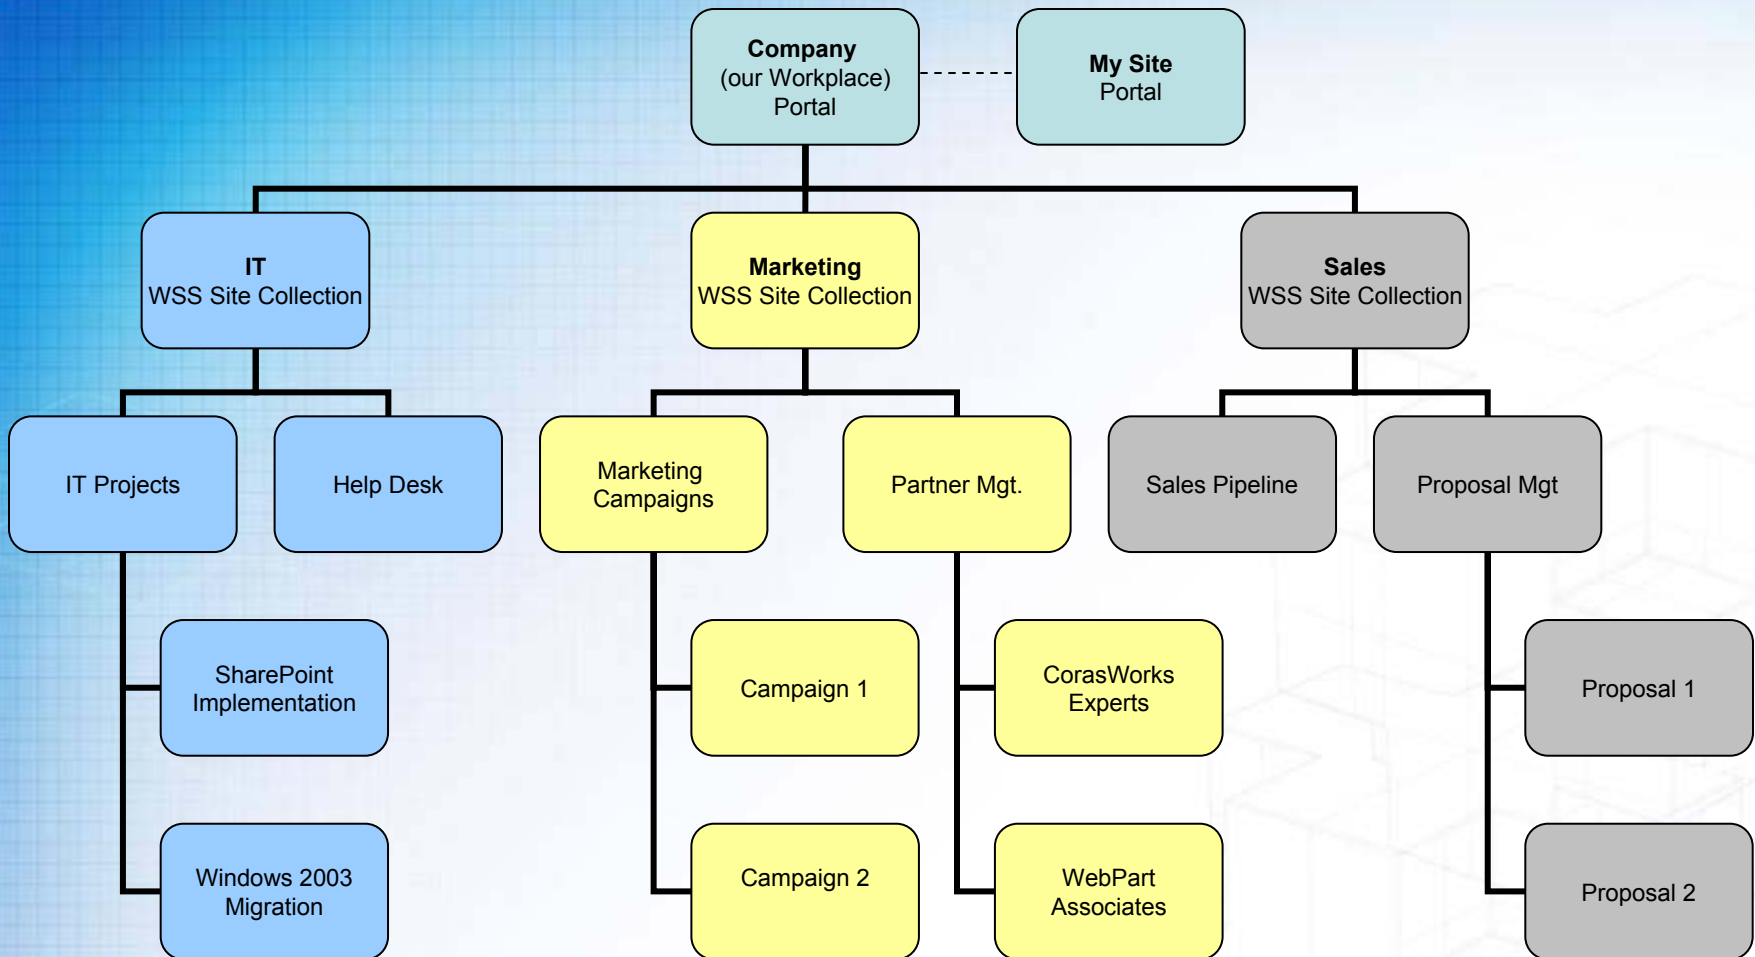 Company
(our Workplace)
Portal
My Site
Portal
IT
WSS Site Collection
Marketing
WSS Site Collection
Sales
WSS Site Collection
IT Projects
Help Desk
Marketing
Campaigns
Partner Mgt.
Sales Pipeline
Proposal Mgt
SharePoint
Implementation
Campaign 1
CorasWorks
Experts
Proposal 1
Windows 2003
Migration
Campaign 2
WebPart
Associates
Proposal 2